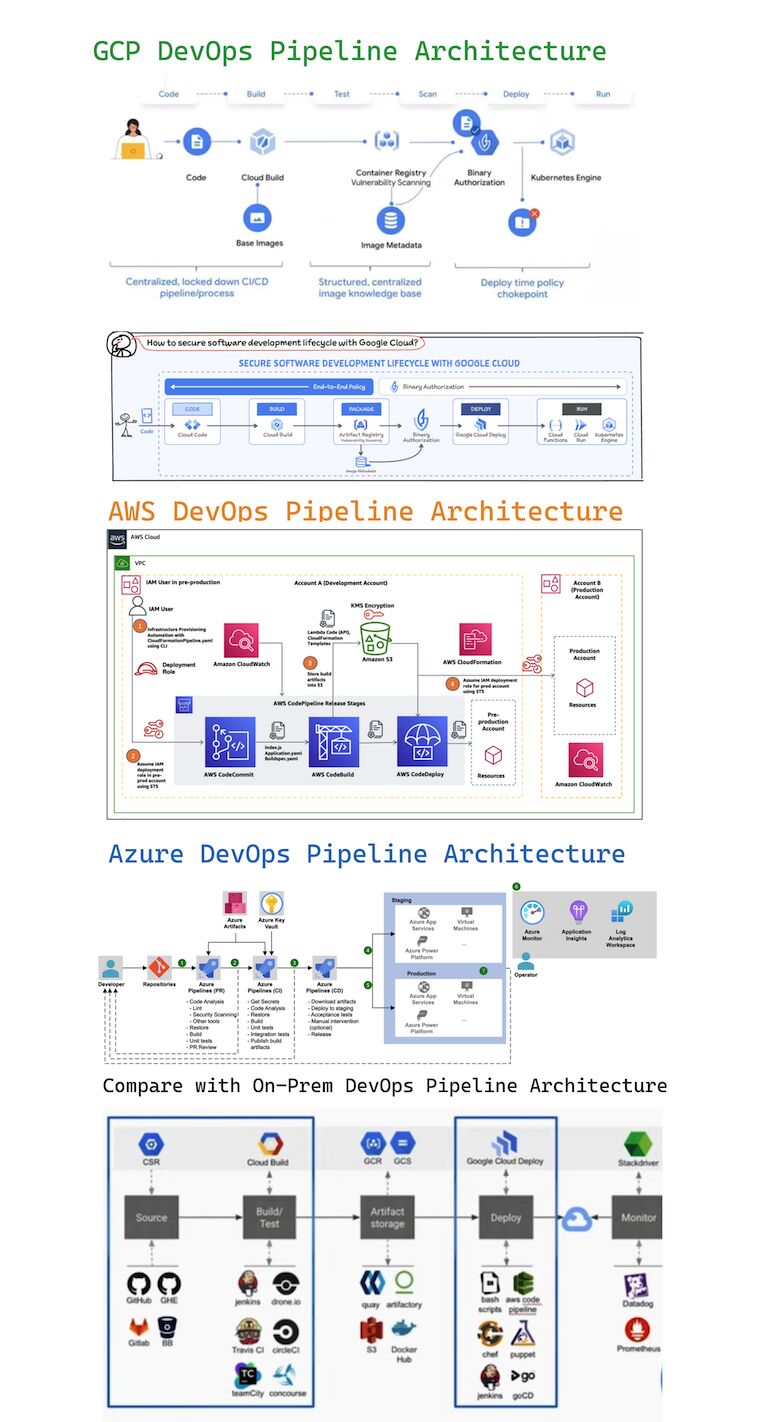 GCP DevOps Pipeline Architecture
Code
Build
Test
Scan
Deploy
Run
Code
Cloud Build
Container Registry
Vulnerability Scanning
Binary
Authorization
Kubernetes Engine
Base Images
Image Metadata
Centralized, locked down CI/CD
pipeline/process
Structured, centralized
image knowledge base
Deploy time policy
chokepoint
How to secure software development lifecycle with Google Cloud?
SECURE SOFTWARE DEVELOPMENT LIFECYCLE WITH GOOGLE CLOUD
End-to-End Policy
Binary Authorization
CODE
BUILD
PACKAGE
DEPLOY
RUN
Code
Cloud Code
Cloud Build
Artifact Registry
Vulnerability Scanning
Binary
Authorization
Google Cloud Deploy
Cloud
Functions
Cloud
Run
Kubernetes
Engine
Image Metadata
AWS DevOps Pipeline Architecture
aws
AWS Cloud
VPC
IAM User in pre-production
Account A (Development Account)
Account B
(Production
Account)
IAM User
KMS Encryption
1
Infrastructure Provisioning
Automation with
CloudFormationPipeline.yaml
using CLI
Lambda Code (API),
CloudFormation
Templates
Amazon S3
Amazon CloudWatch
AWS CloudFormation
Deployment
Role
3
Store build
artifacts
into S3
4
Assume IAM deployment
role for prod account
using STS
Production
Account
Resources
AWS CodePipeline Release Stages
Pre-
production
Account
Resources
2
Assume IAM
deployment
role in pre-
prod account
using STS
Index.js
Application.yaml
Buildspec.yaml
AWS CodeCommit
AWS CodeBuild
AWS CodeDeploy
Amazon CloudWatch
Azure DevOps Pipeline Architecture
Azure
Artifacts
Azure Key
Vault
Staging
Azure App
Services
Virtual
Machines
Azure Power
Platform
...
6
Azure
Monitor
Application
Insights
Log
Analytics
Workspace
Operator
Developer
Repositories
1
Azure
Pipelines (PR)
- Code Analysis
- Lint
- Security Scanning
- Other tools
- Restore
- Build
- Unit tests
- PR Review
2
Azure
Pipelines (CI)
- Get Secrets
- Code Analysis
- Restore
- Build
- Unit tests
- Integration tests
- Publish build
artifacts
3
Azure
Pipelines (CD)
- Download artifacts
- Deploy to staging
- Acceptance tests
- Manual intervention
(optional)
- Release
4
5
Production
7
Azure App
Services
Virtual
Machines
Azure Power
Platform
...
Compare with On-Prem DevOps Pipeline Architecture
CSR
Cloud Build
GCR
GCS
Google Cloud Deploy
Stackdriver
Source
Build/
Test
Artifact
storage
Deploy
Monitor
GitHub
GHE
Gitlab
BB
jenkins
drone.io
Travis CI
circleCI
TC
teamCity
concourse
quay
artifactory
S3
Docker
Hub
bash
scripts
aws code
pipeline
chef
puppet
jenkins
go
goCD
Datadog
Prometheus